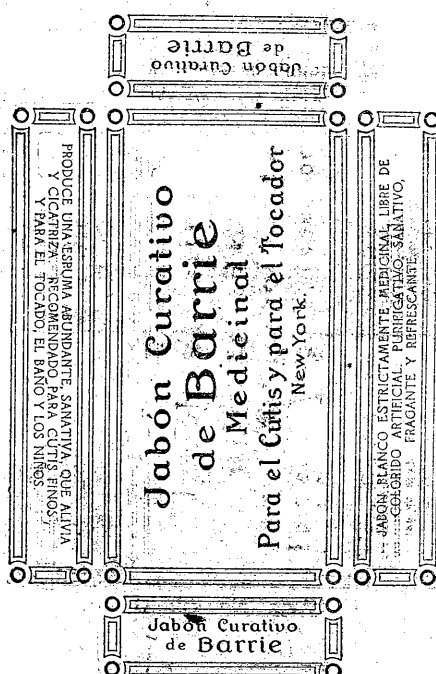 Jabón Curativo
de Barrie
PRODUCE UNA ESPUMA ABUNDANTE, SANATIVA, QUE ALIVIA
Y CICATRIZA RECOMENDADO PARA CUTIS FINOS
Y PARA EL TOCADO, EL BAÑO Y LOS NIÑOS
Jabón Curativo
de Barrie
Medicinal
Para el Cutis y para el Tocador
New York.
JABON BLANCO ESTRICTAMENTE MEDICINAL, LIBRE DE
COLORIDO ARTIFICIAL. PURIFICATIVO, SANATIVO,
FRAGANTE Y REFRESCANTE.
Jabón Curativo
de Barrie